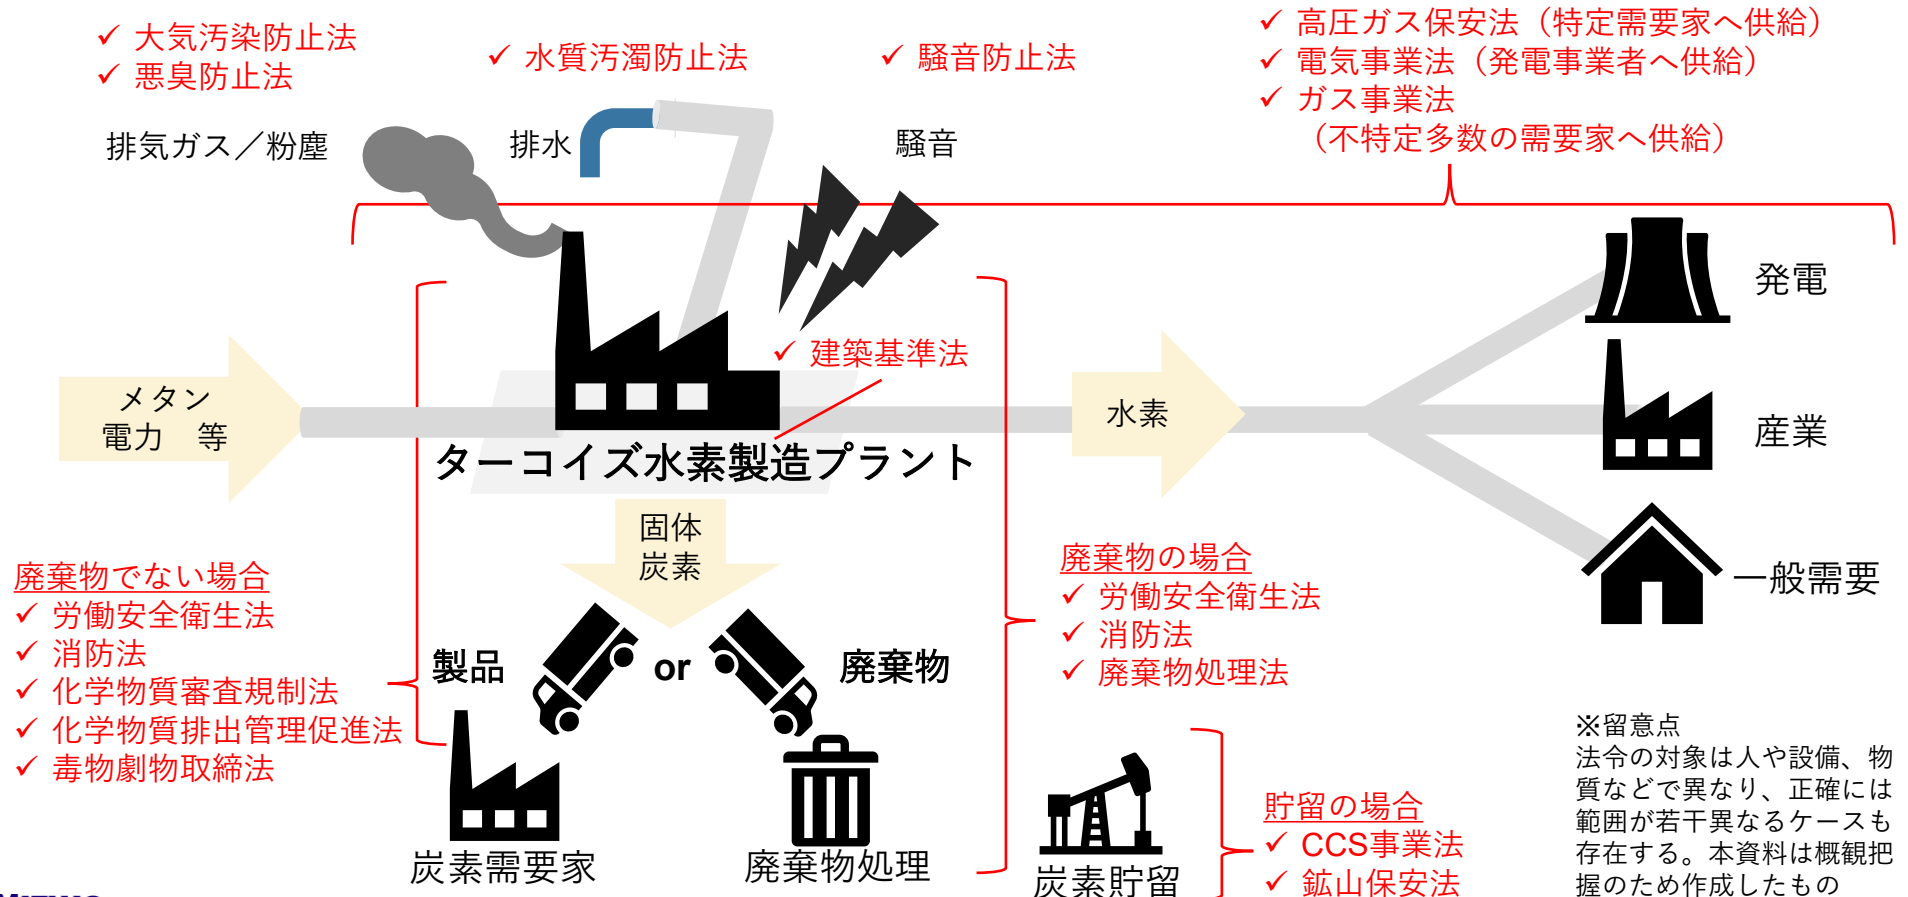 ✓ 大気汚染防止法
✓ 悪臭防止法
✓ 水質汚濁防止法
✓ 騒音防止法
✓ 高圧ガス保安法（特定需要家へ供給）
✓ 電気事業法（発電事業者へ供給）
✓ ガス事業法
（不特定多数の需要家へ供給）
排気ガス／粉塵
排水
騒音
発電
✓ 建築基準法
メタン
電力　等
水素
産業
ターコイズ水素製造プラント
固体
炭素
廃棄物でない場合
✓ 労働安全衛生法
✓ 消防法
✓ 化学物質審査規制法
✓ 化学物質排出管理促進法
✓ 毒物劇物取締法
製品
or
廃棄物
廃棄物の場合
✓ 労働安全衛生法
✓ 消防法
✓ 廃棄物処理法
一般需要
炭素需要家
廃棄物処理
炭素貯留
貯留の場合
✓ CCS事業法
✓ 鉱山保安法
※留意点
法令の対象は人や設備、物
質などで異なり、正確には
範囲が若干異なるケースも
存在する。本資料は概観把
握のため作成したもの